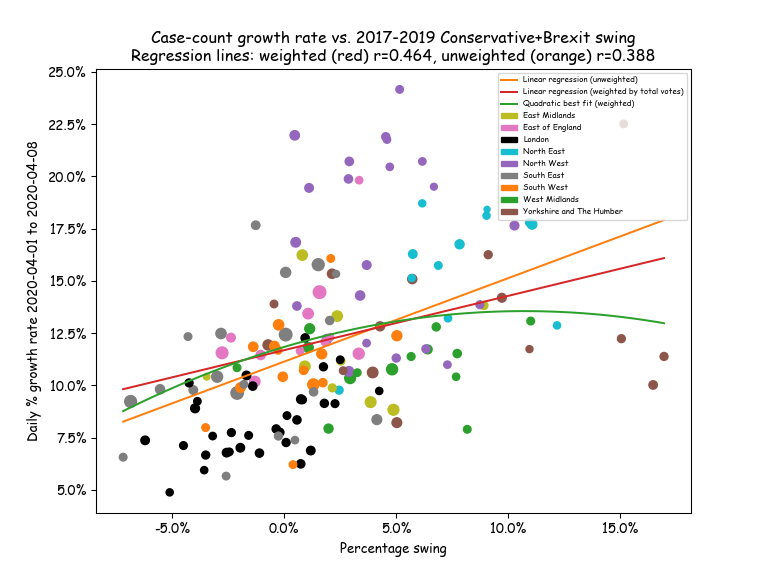 Case-count growth rate vs. 2017-2019 Conservative+Brexit swing
Regression lines: weighted (red) r=0.464, unweighted (orange) r=0.388
Linear regression (unweighted)
Linear regression (weighted by total votes)
Quadratic best fit (weighted)
East Midlands
East of England
London
North East
North West
South East
South West
West Midlands
Yorkshire and The Humber
Daily % growth rate 2020-04-01 to 2020-04-08
25.0%
22.5%
20.0%
17.5%
15.0%
12.5%
10.0%
7.5%
5.0%
-5.0% 0.0% 5.0% 10.0% 15.0%
Percentage swing